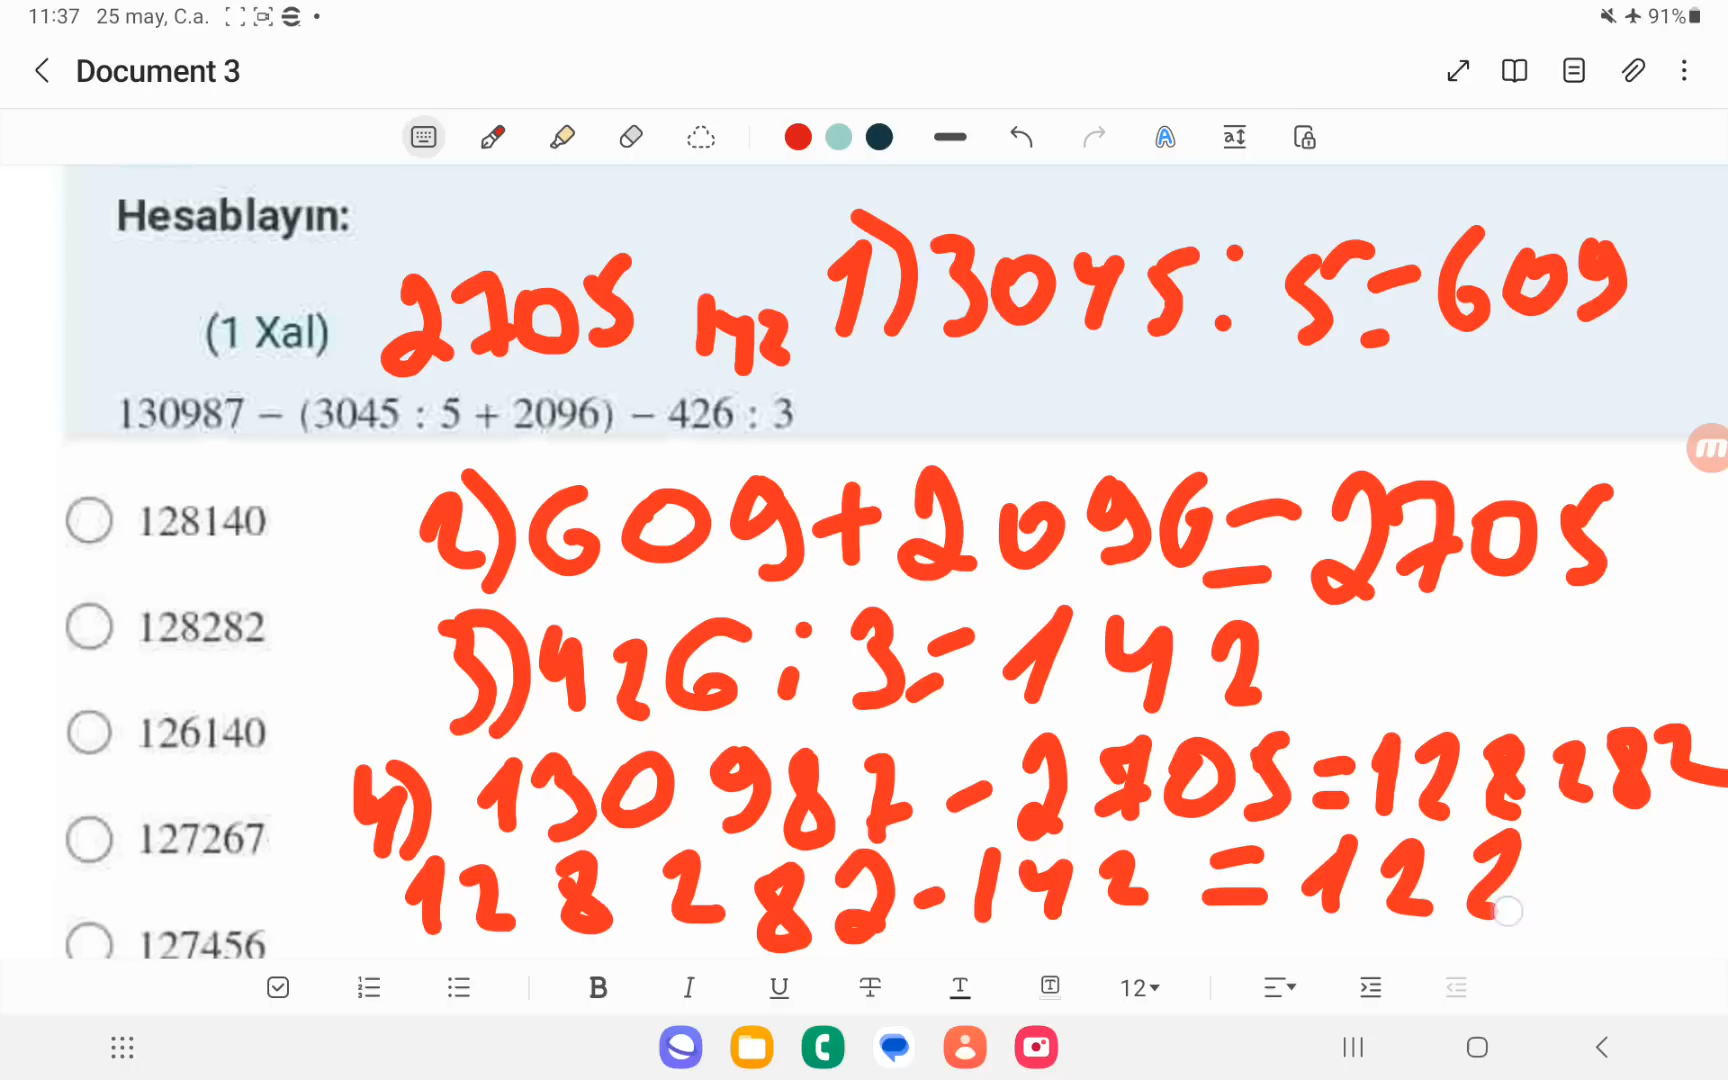 11:37 25 may, C.a.
91%
Document 3
Hesablayın:
(1 Xal)
2705
1) 3045 : 5 = 609
130987 − (3045 : 5 + 2096) − 426 : 3
128140
128282
126140
127267
127456
2) 609 + 2096 = 2705
3) 426 : 3 = 142
4) 130987 - 2705 = 128282
128282 - 142 = 12
B I U T T T 12